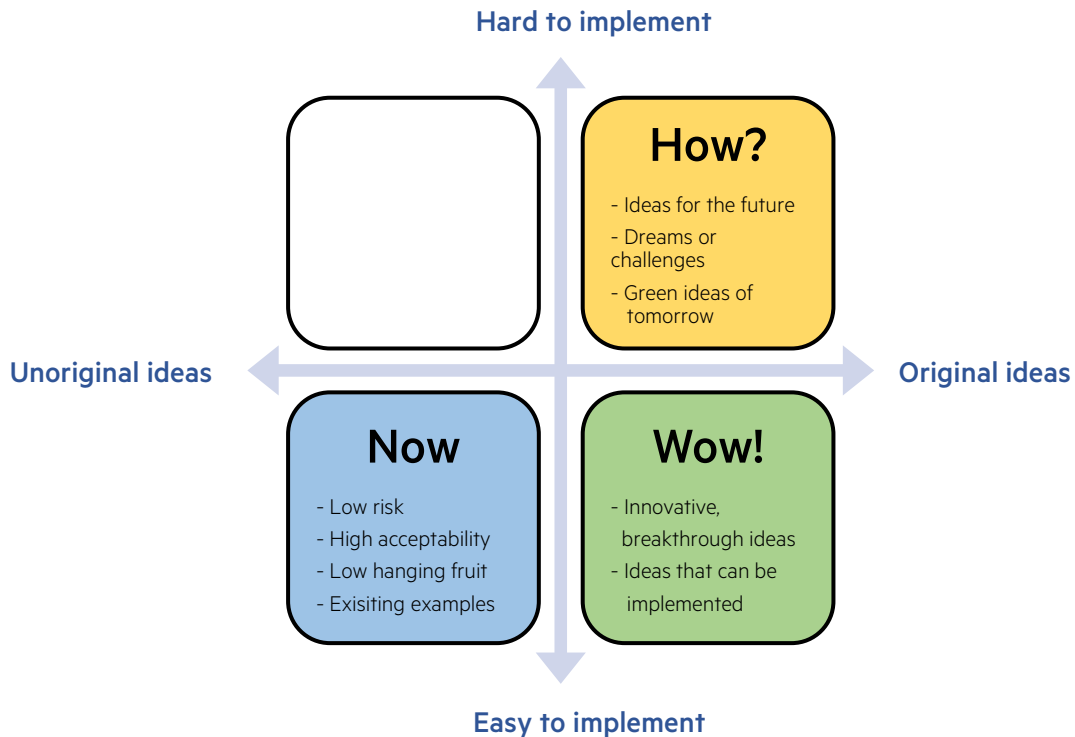 Hard to implement
How?
- Ideas for the future
- Dreams or
challenges
- Green ideas of
tomorrow
Unoriginal ideas
Original ideas
Now
- Low risk
- High acceptability
- Low hanging fruit
- Exisiting examples
Wow!
- Innovative,
breakthrough ideas
- Ideas that can be
implemented
Easy to implement